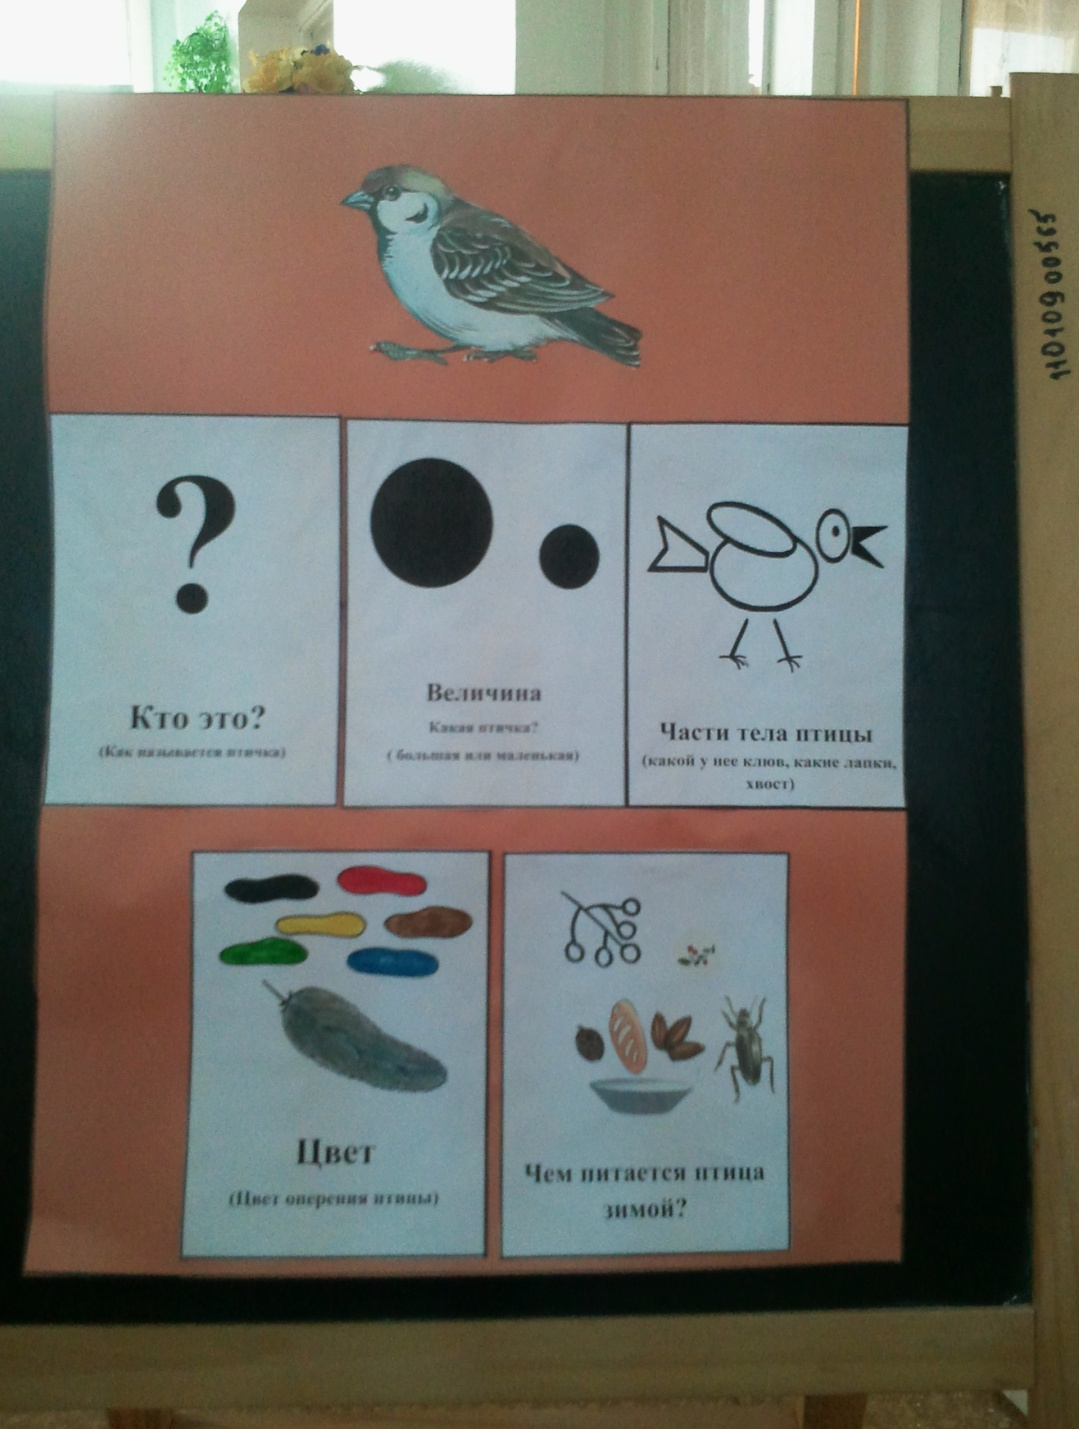 Кто это?
(Как называется птичка)
Величина
Какая птичка?
( большая или маленькая)
Части тела птицы
(какой у нее клюв, какие лапки,
хвост)
Цвет
(Цвет оперения птицы)
Чем питается птица
зимой?
11010900565